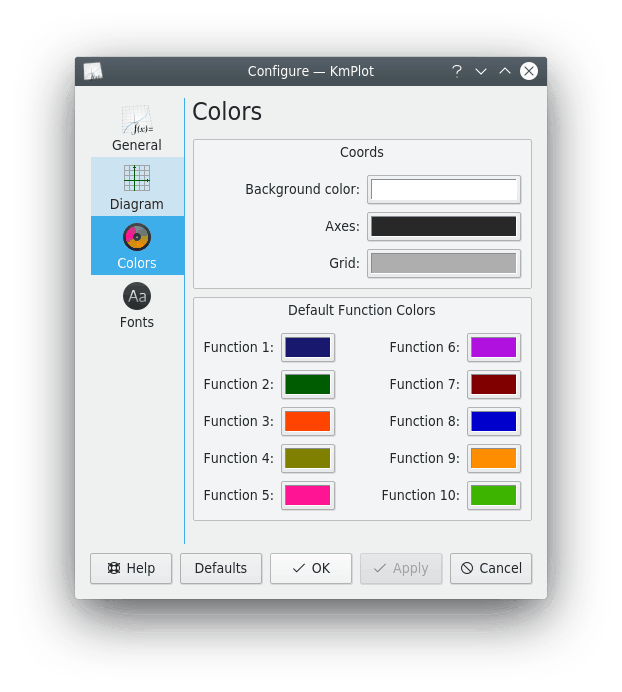 Configure — KmPlot
f(x)=
General
Diagram
Colors
Aa
Fonts
Colors
Coords
Background color:
Axes:
Grid:
Default Function Colors
Function 1:
Function 6:
Function 2:
Function 7:
Function 3:
Function 8:
Function 4:
Function 9:
Function 5:
Function 10:
Help
Defaults
OK
Apply
Cancel